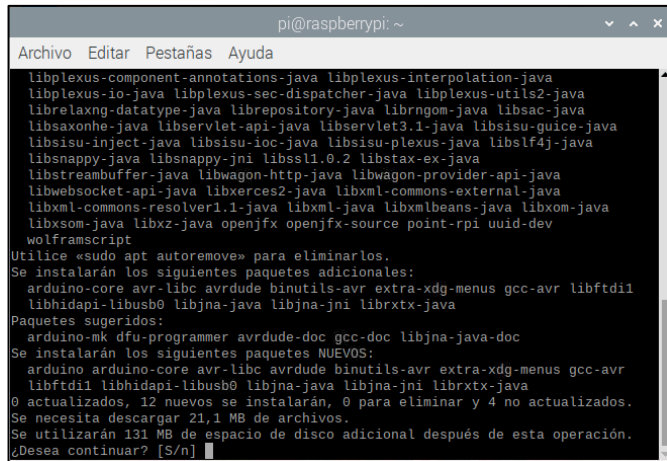 pi@raspberrypi: ~
Archivo Editar Pestañas Ayuda
libplexus-component-annotations-java libplexus-interpolation-java
libplexus-io-java libplexus-sec-dispatcher-java libplexus-utils2-java
librelaxng-datatype-java librepository-java librngom-java libsac-java
libsaxonhe-java libservlet-api-java libservlet3.1-java libsisu-guice-java
libsisu-inject-java libsisu-ioc-java libsisu-plexus-java libslf4j-java
libsnappy-java libsnappy-jni libssl1.0.2 libstax-ex-java
libstreambuffer-java libwagon-http-java libwagon-provider-api-java
libwebsocket-api-java libxerces2-java libxml-commons-external-java
libxml-commons-resolver1.1-java libxml-java libxmlbeans-java libxom-java
libxsom-java libxz-java openjfx openjfx-source point-rpi uuid-dev
wolframscript
Utilice «sudo apt autoremove» para eliminarlos.
Se instalarán los siguientes paquetes adicionales:
arduino-core avr-libc avrdude binutils-avr extra-xdg-menus gcc-avr libftdi1
libhidapi-libusb0 libjna-java libjna-jni librxtx-java
Paquetes sugeridos:
arduino-mk dfu-programmer avrdude-doc gcc-doc libjna-java-doc
Se instalarán los siguientes paquetes NUEVOS:
arduino arduino-core avr-libc avrdude binutils-avr extra-xdg-menus gcc-avr
libftdi1 libhidapi-libusb0 libjna-java libjna-jni librxtx-java
0 actualizados, 12 nuevos se instalarán, 0 para eliminar y 4 no actualizados.
Se necesita descargar 21,1 MB de archivos.
Se utilizarán 131 MB de espacio de disco adicional después de esta operación.
¿Desea continuar? [S/n]